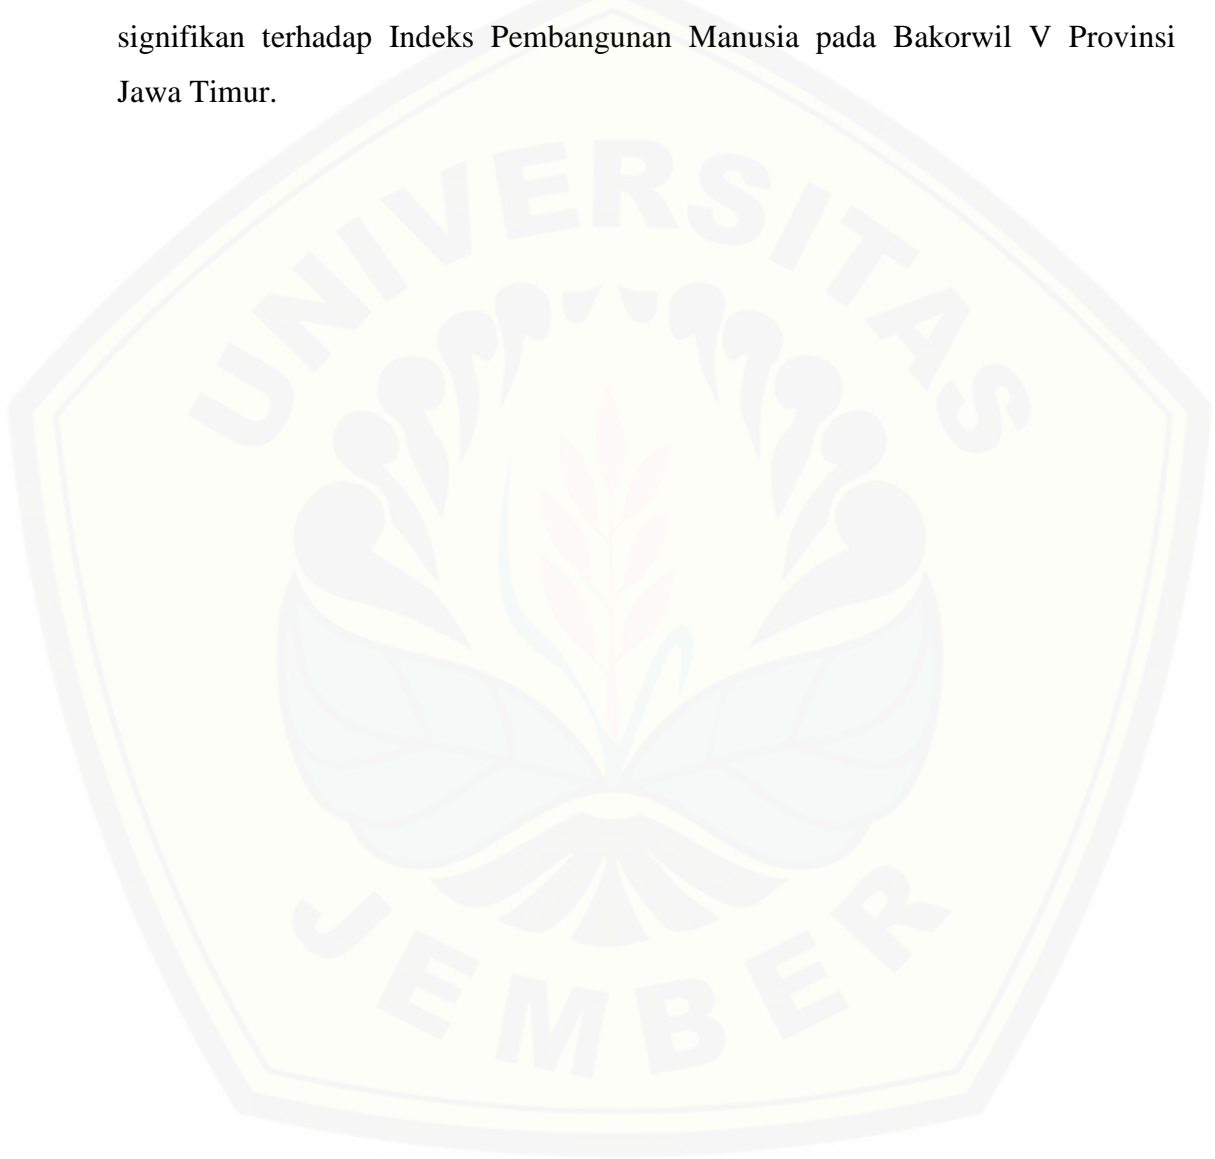 signifikan terhadap Indeks Pembangunan Manusia pada Bakorwil V Provinsi
Jawa Timur.
UNIVERSITAS
JEMBER